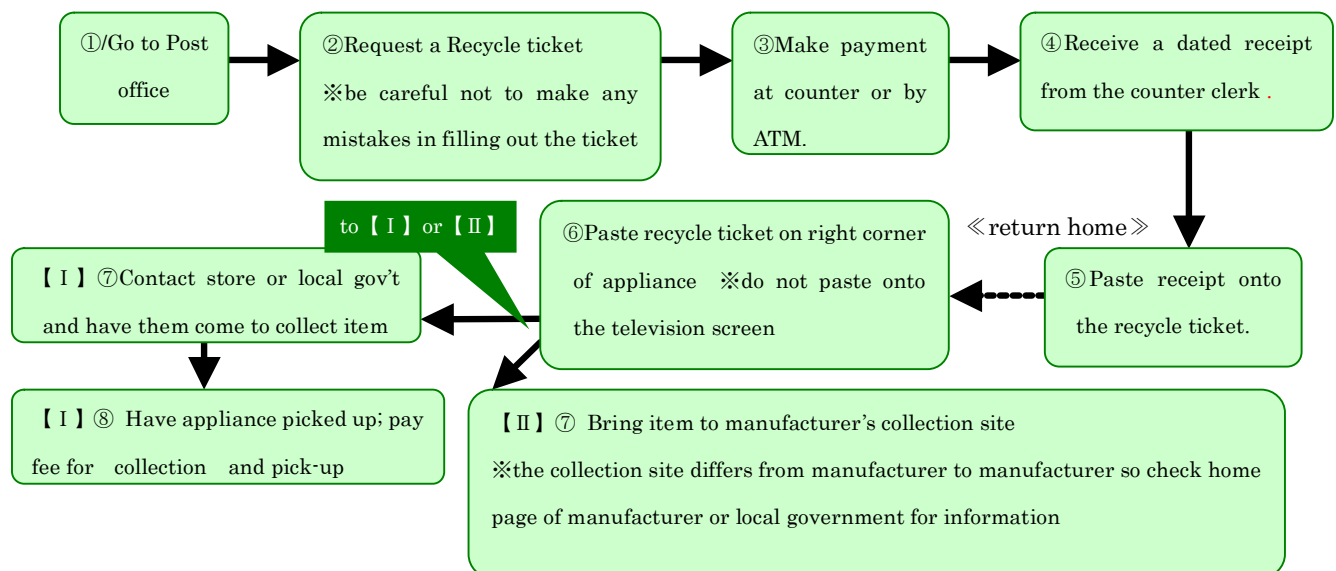 ①/Go to Post
office
②Request a Recycle ticket
※be careful not to make any
mistakes in filling out the ticket
③Make payment
at counter or by
ATM.
④Receive a dated receipt
from the counter clerk .
≪return home≫
⑤Paste receipt onto
the recycle ticket.
⑥Paste recycle ticket on right corner
of appliance ※do not paste onto
the television screen
to【Ⅰ】or【Ⅱ】
【Ⅰ】⑦Contact store or local gov't
and have them come to collect item
【Ⅰ】⑧ Have appliance picked up; pay
fee for collection and pick-up
【Ⅱ】⑦ Bring item to manufacturer's collection site
※the collection site differs from manufacturer to manufacturer so check home
page of manufacturer or local government for information